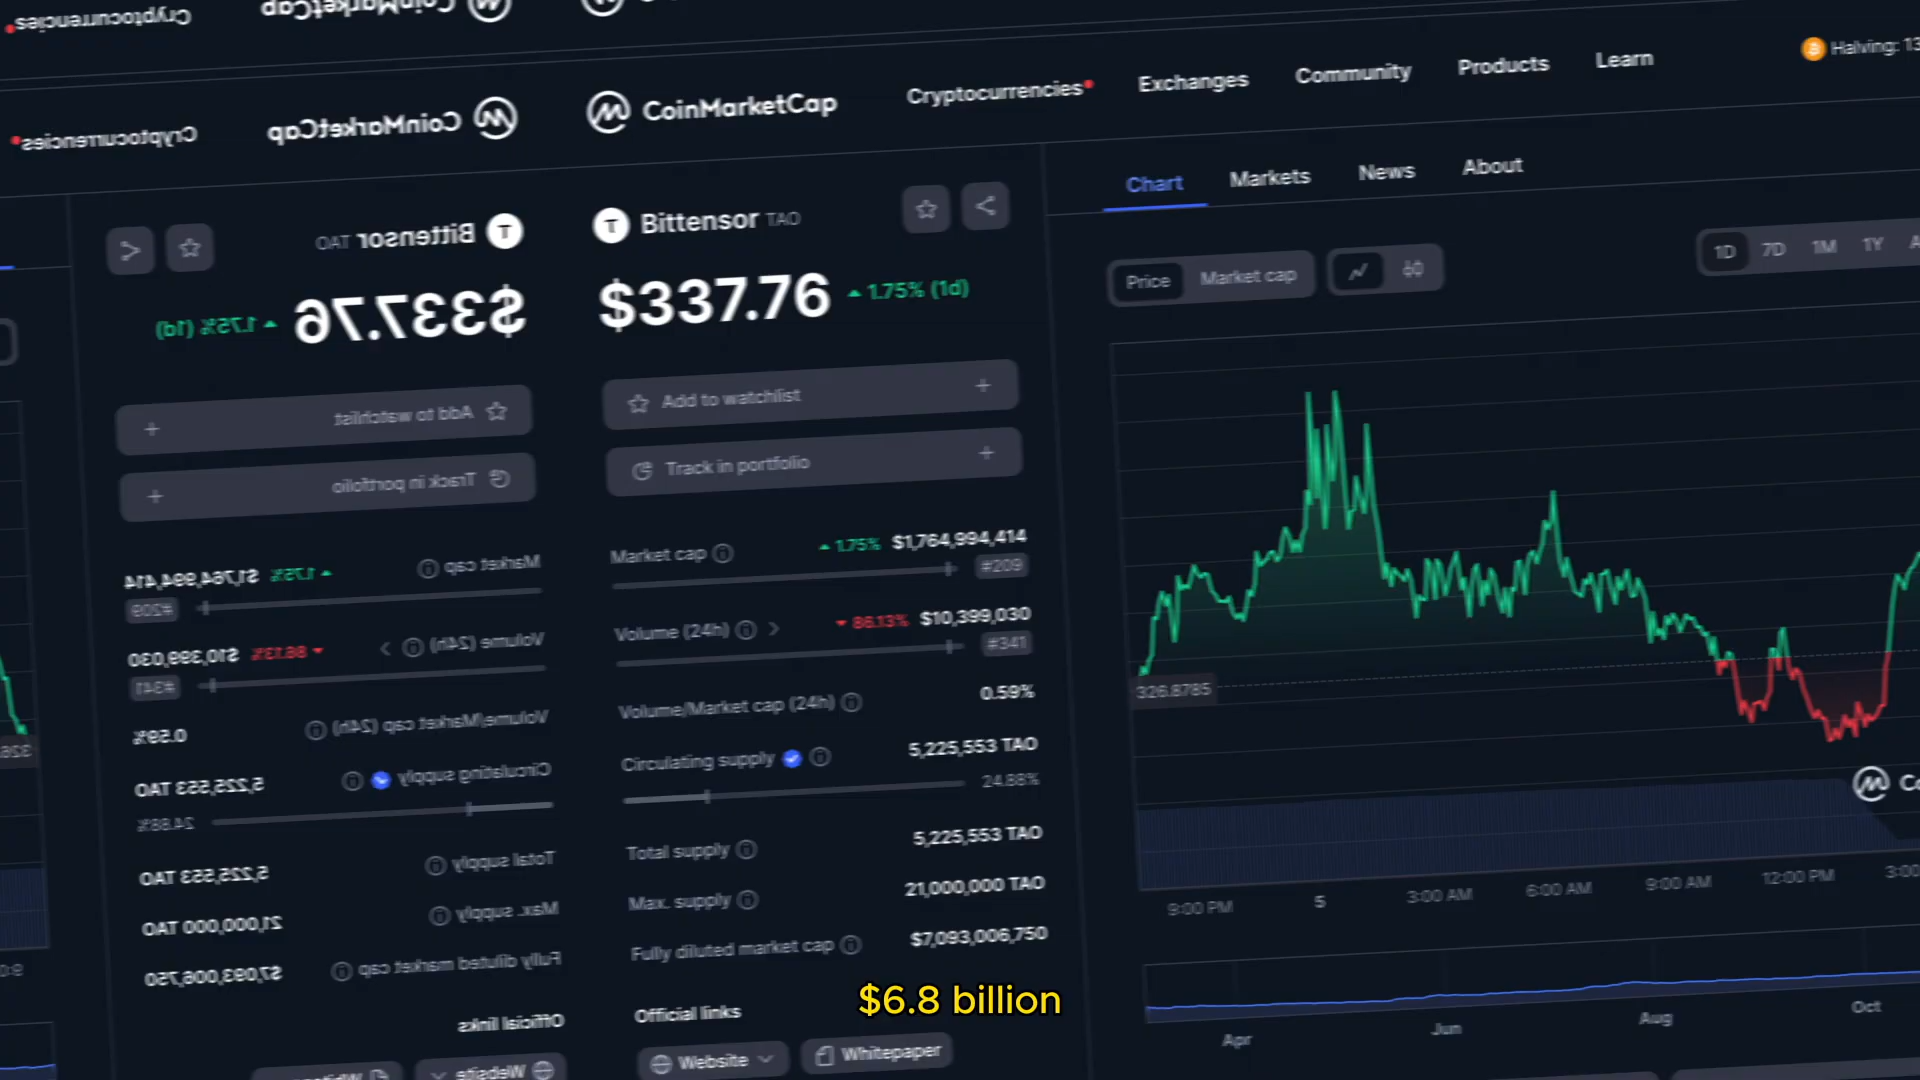 CoinMarketCap Cryptocurrencies Exchanges Community Products Learn Halving: 13
Chart Markets News About
Bittensor TAO
$337.76 1.75% (1d)
Price Market cap 1D 7D 1M 1Y
Add to watchlist
Track in portfolio
Market cap 1.75% $1,764,994,414
#209
Volume (24h) 86.13% $10,399,030
#341
Volume/Market cap (24h) 0.59%
Circulating supply 5,225,553 TAO
24.88%
Total supply 5,225,553 TAO
Max. supply 21,000,000 TAO
Fully diluted market cap $7,093,006,750
Official links
Website Whitepaper
326.8785
9:00 PM 5 3:00 AM 6:00 AM 9:00 AM 12:00 PM 3:00
Apr Jun Aug Oct
$6.8 billion